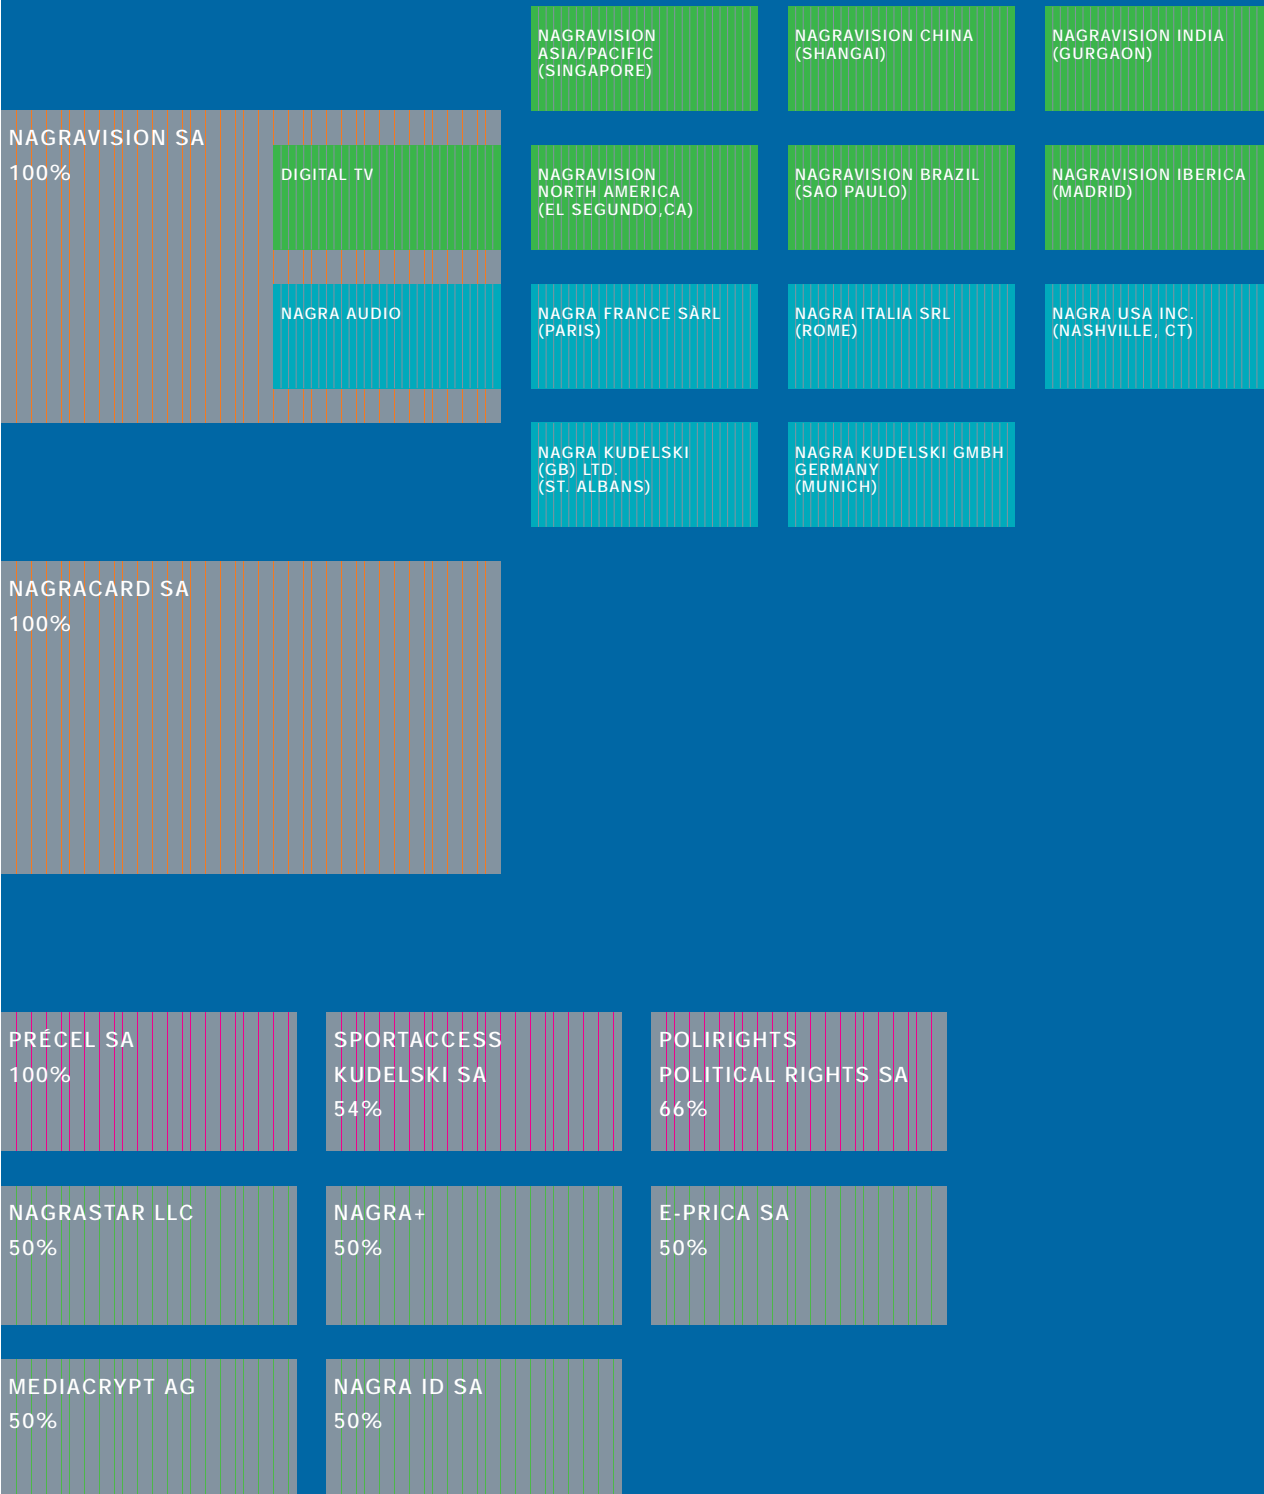 NAGRAVISION
ASIA/PACIFIC
(SINGAPORE)
NAGRAVISION CHINA
(SHANGAI)
NAGRAVISION INDIA
(GURGAON)
NAGRAVISION SA
100%
DIGITAL TV
NAGRAVISION
NORTH AMERICA
(EL SEGUNDO,CA)
NAGRAVISION BRAZIL
(SAO PAULO)
NAGRAVISION IBERICA
(MADRID)
NAGRA AUDIO
NAGRA FRANCE SÀRL
(PARIS)
NAGRA ITALIA SRL
(ROME)
NAGRA USA INC.
(NASHVILLE, CT)
NAGRA KUDELSKI
(GB) LTD.
(ST. ALBANS)
NAGRA KUDELSKI GMBH
GERMANY
(MUNICH)
NAGRACARD SA
100%
PRÉCEL SA
100%
SPORTACCESS
KUDELSKI SA
54%
POLIRIGHTS
POLITICAL RIGHTS SA
66%
NAGRASTAR LLC
50%
NAGRA+
50%
E-PRICA SA
50%
MEDIACRYPT AG
50%
NAGRA ID SA
50%